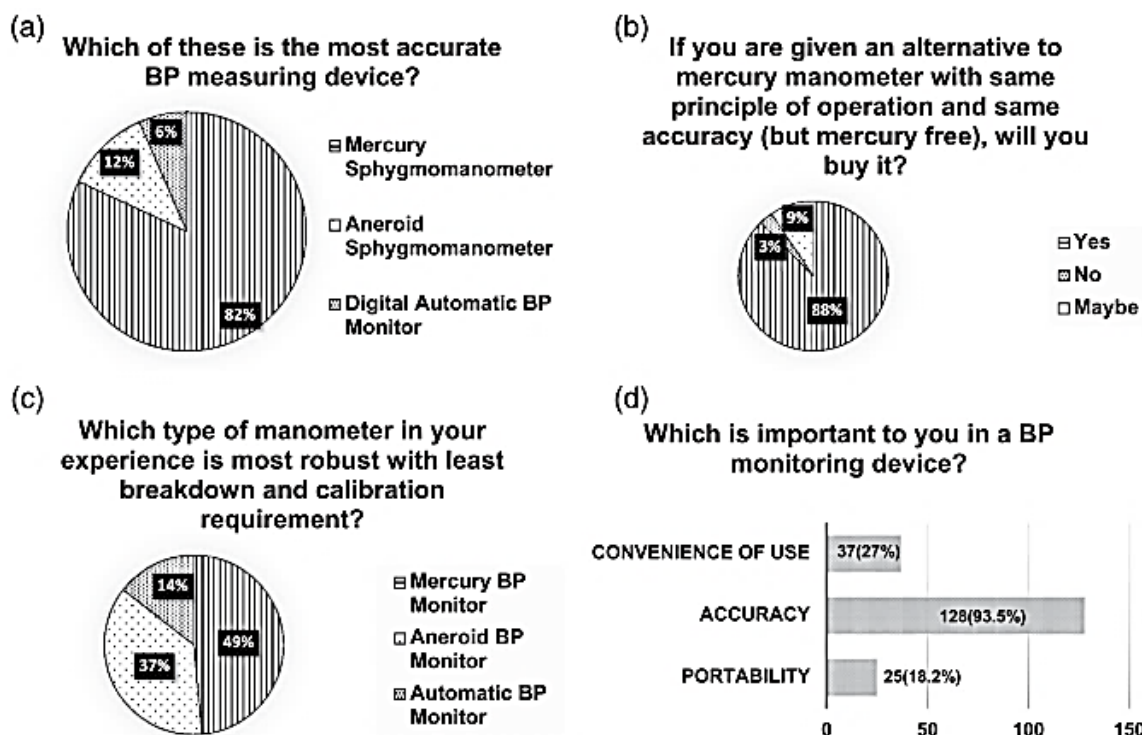 (a)
Which of these is the most accurate
BP measuring device?
6%
12%
82%
Mercury
Sphygmomanometer
Aneroid
Sphygmomanometer
Digital Automatic BP
Monitor
(b)
If you are given an alternative to
mercury manometer with same
principle of operation and same
accuracy (but mercury free), will you
buy it?
9%
3%
88%
Yes
No
Maybe
(c)
Which type of manometer in your
experience is most robust with least
breakdown and calibration
requirement?
14%
49%
37%
Mercury BP
Monitor
Aneroid BP
Monitor
Automatic BP
Monitor
(d)
Which is important to you in a BP
monitoring device?
CONVENIENCE OF USE
37(27%)
ACCURACY
128(93.5%)
PORTABILITY
25(18.2%)
0 50 100 150